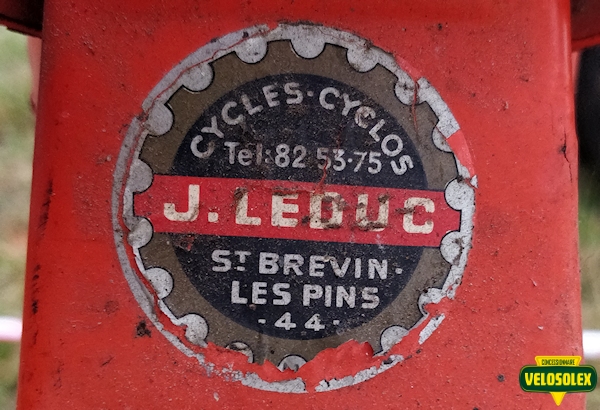 CYCLES·CYCLOS
Tel:82 53·75
J. LEDUC
ST BREVIN·
LES PINS
·44·
CONCESSIONNAIRE
VELOSOLEX